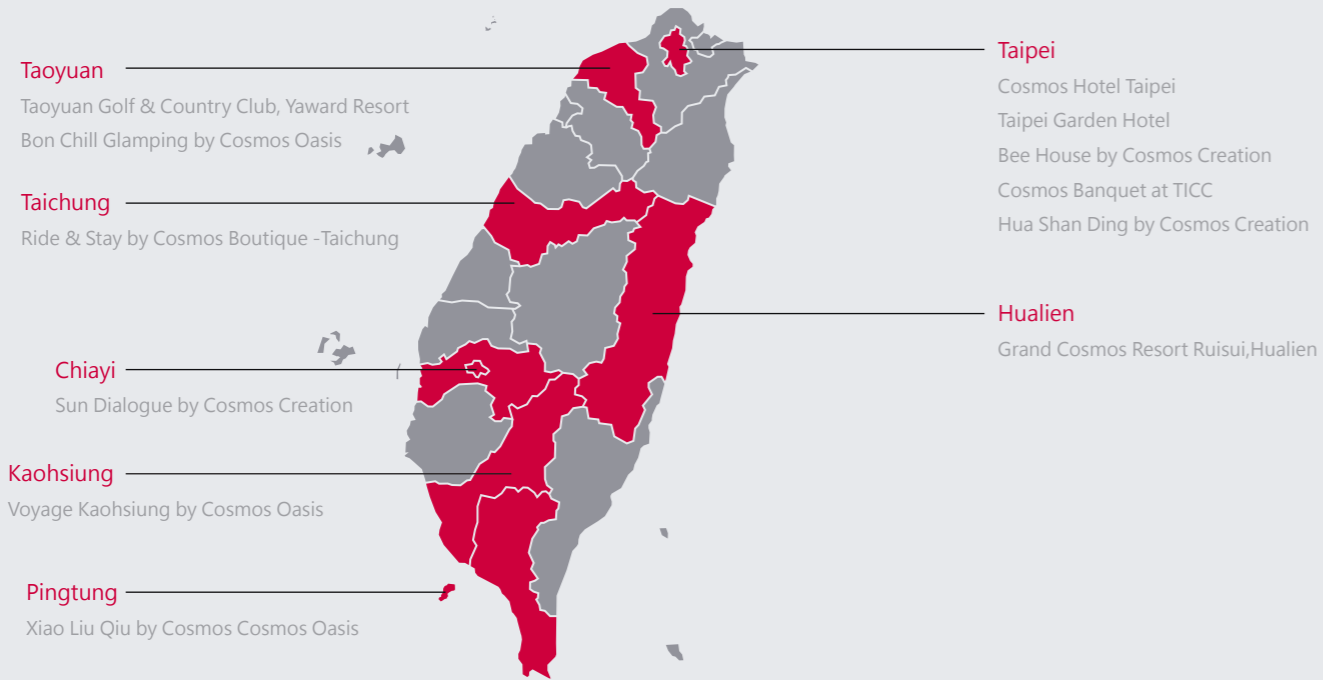 Taoyuan
Taoyuan Golf & Country Club, Yaward Resort
Bon Chill Glamping by Cosmos Oasis
Taichung
Ride & Stay by Cosmos Boutique -Taichung
Chiayi
Sun Dialogue by Cosmos Creation
Kaohsiung
Voyage Kaohsiung by Cosmos Oasis
Pingtung
Xiao Liu Qiu by Cosmos Cosmos Oasis
Taipei
Cosmos Hotel Taipei
Taipei Garden Hotel
Bee House by Cosmos Creation
Cosmos Banquet at TICC
Hua Shan Ding by Cosmos Creation
Hualien
Grand Cosmos Resort Ruisui,Hualien